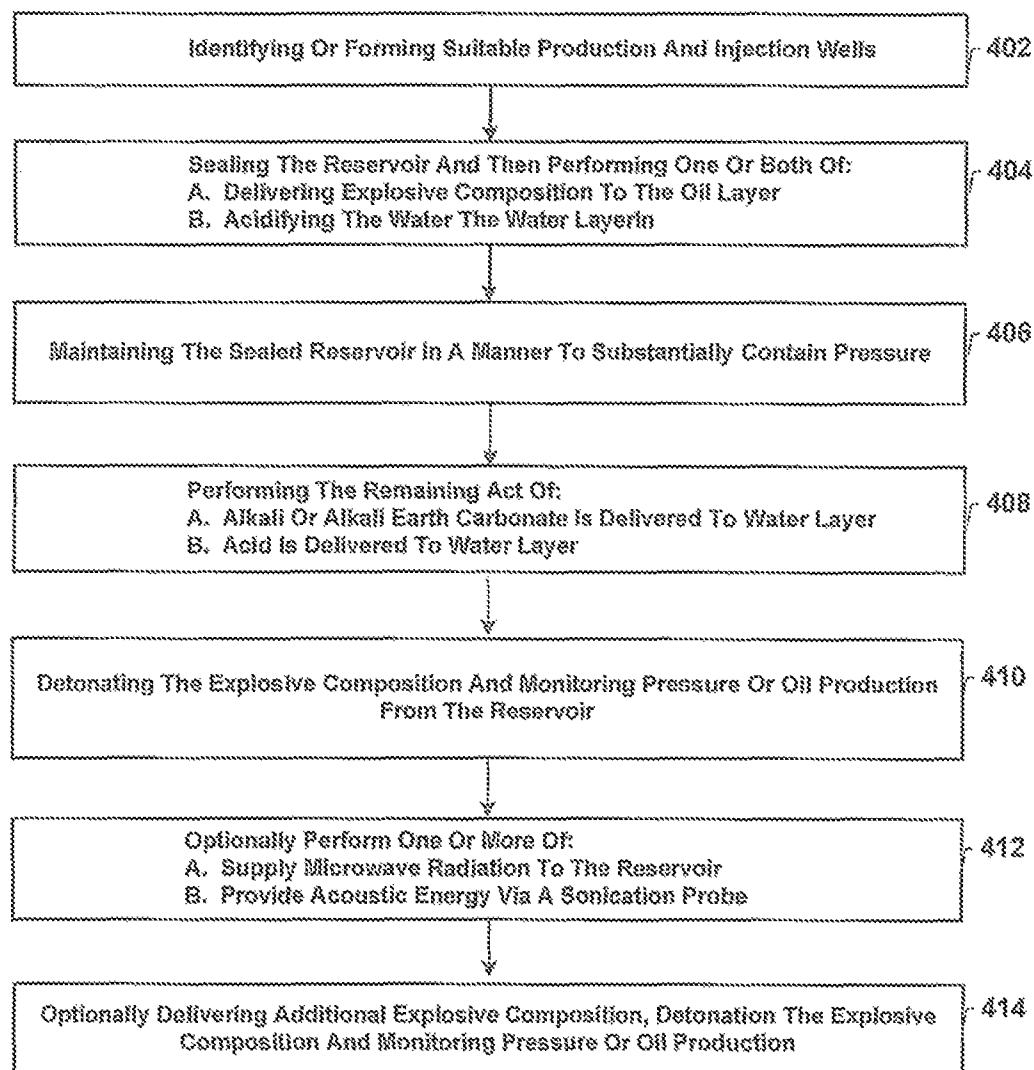 Identifying Or Forming Suitable Production And Injection Wells
402
Sealing The Reservoir And Then Performing One Or Both Of:
A. Delivering Explosive Composition To The Oil Layer
B. Acidifying The Water The Water LayerIn
404
Maintaining The Sealed Reservoir In A Manner To Substantially Contain Pressure
406
Performing The Remaining Act Of:
A. Alkali Or Alkali Earth Carbonate Is Delivered To Water Layer
B. Acid Is Delivered To Water Layer
408
Detonating The Explosive Composition And Monitoring Pressure Or Oil Production
From The Reservoir
410
Optionally Perform One Or More Of:
A. Supply Microwave Radiation To The Reservoir
B. Provide Acoustic Energy Via A Sonication Probe
412
Optionally Delivering Additional Explosive Composition, Detonation The Explosive
Composition And Monitoring Pressure Or Oil Production
414